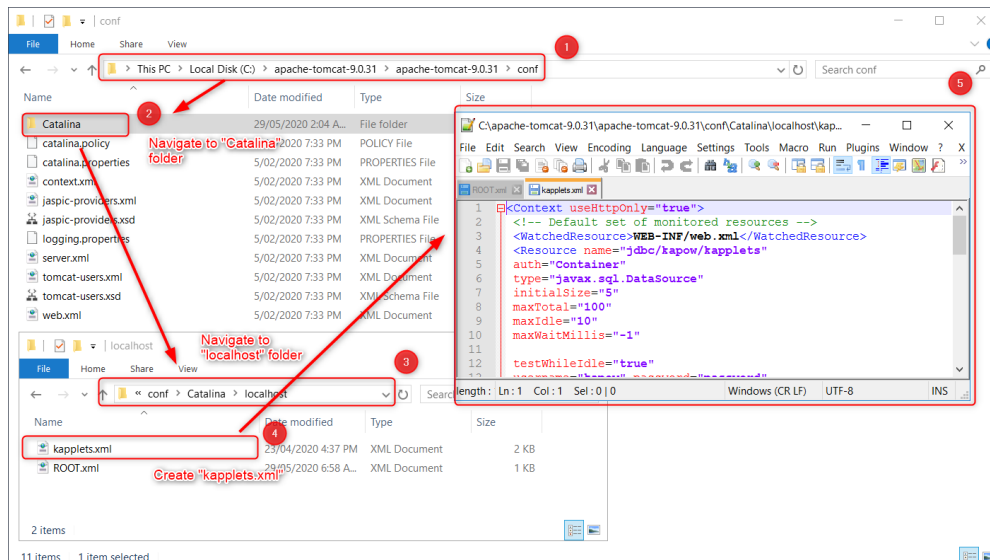 conf
File Home Share View
This PC > Local Disk (C:) > apache-tomcat-9.0.31 > apache-tomcat-9.0.31 > conf
1
Search conf
Name Date modified Type Size
Catalina 29/05/2020 2:04 A... File folder
2
Navigate to "Catalina"
folder
catalina.policy 2020 7:33 PM POLICY File
catalina.properties 5/02/2020 7:33 PM PROPERTIES File
context.xml 5/02/2020 7:33 PM XML Document
jaspic-providers.xml 5/02/2020 7:33 PM XML Document
jaspic-providers.xsd 5/02/2020 7:33 PM XML Schema File
logging.properties 5/02/2020 7:33 PM PROPERTIES File
server.xml 5/02/2020 7:33 PM XML Document
tomcat-users.xml 5/02/2020 7:33 PM XML Document
tomcat-users.xsd 5/02/2020 7:33 PM XML Schema File
web.xml 5/02/2020 7:33 PM XML Document
5
C:\apache-tomcat-9.0.31\apache-tomcat-9.0.31\conf\Catalina\localhost\kap...
File Edit Search View Encoding Language Settings Tools Macro Run Plugins Window ? X
ROOT.xml kapplets.xml
1 <Context useHttpOnly="true">
2 <!-- Default set of monitored resources -->
3 <WatchedResource>WEB-INF/web.xml</WatchedResource>
4 <Resource name="jdbc/kapow/kapplets"
5 auth="Container"
6 type="javax.sql.DataSource"
7 initialSize="5"
8 maxTotal="100"
9 maxIdle="10"
10 maxWaitMillis="-1"
11
12 testWhileIdle="true"
length : Ln : 1 Col : 1 Sel : 0 | 0 Windows (CR LF) UTF-8 INS
localhost
Navigate to
"localhost" folder
File Home Share View
3
« conf > Catalina > localhost
Searc
Name Date modified Type Size
4
kapplets.xml 23/04/2020 4:37 PM XML Document 2 KB
ROOT.xml 29/05/2020 6:58 A... XML Document 1 KB
Create "kapplets.xml"
2 items
11 items 1 item selected